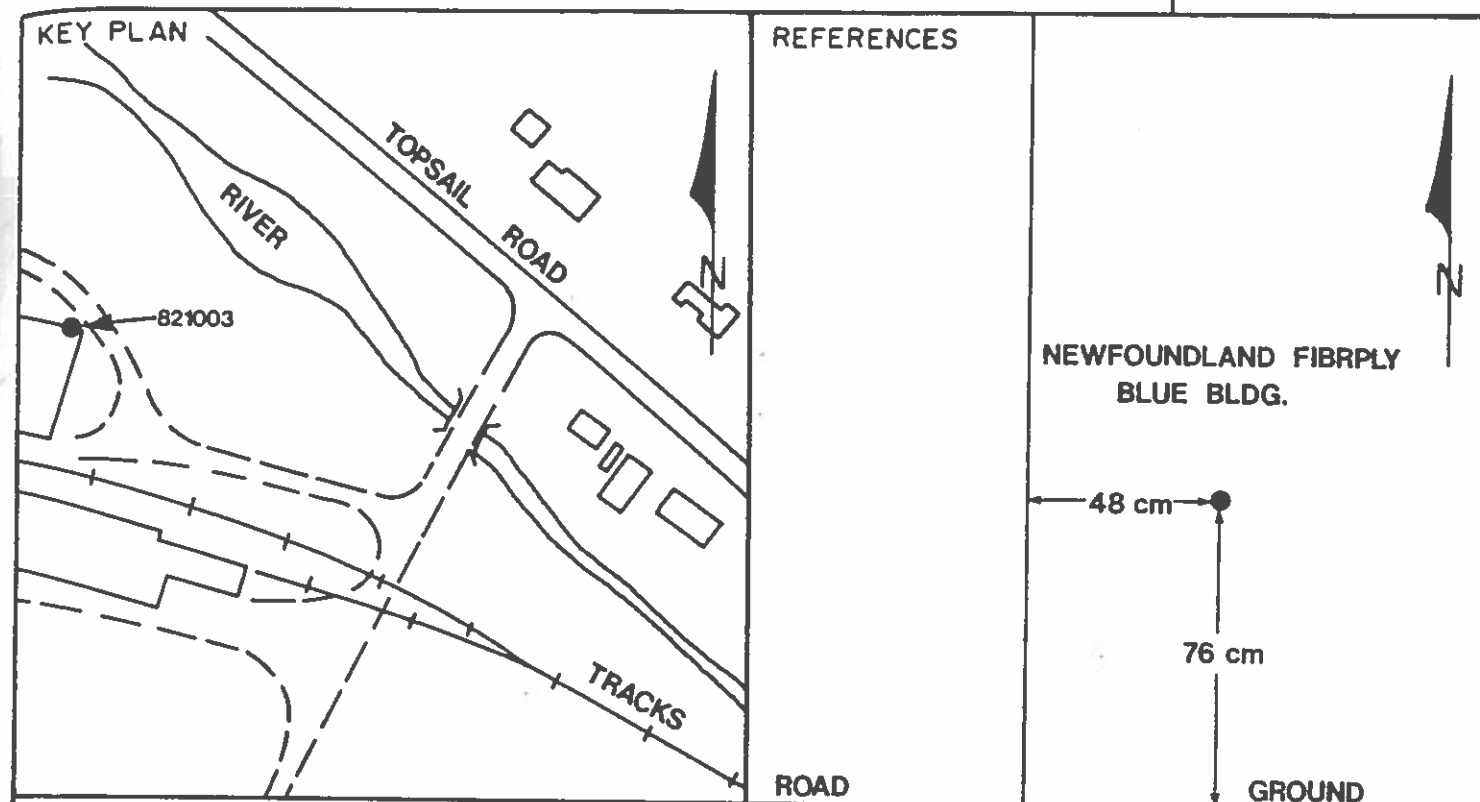 KEY PLAN
TOPSAIL
ROAD
RIVER
N
821003
TRACKS
REFERENCES
N
NEWFOUNDLAND FIBRPLY
BLUE BLDG.
48 cm
76 cm
ROAD
GROUND